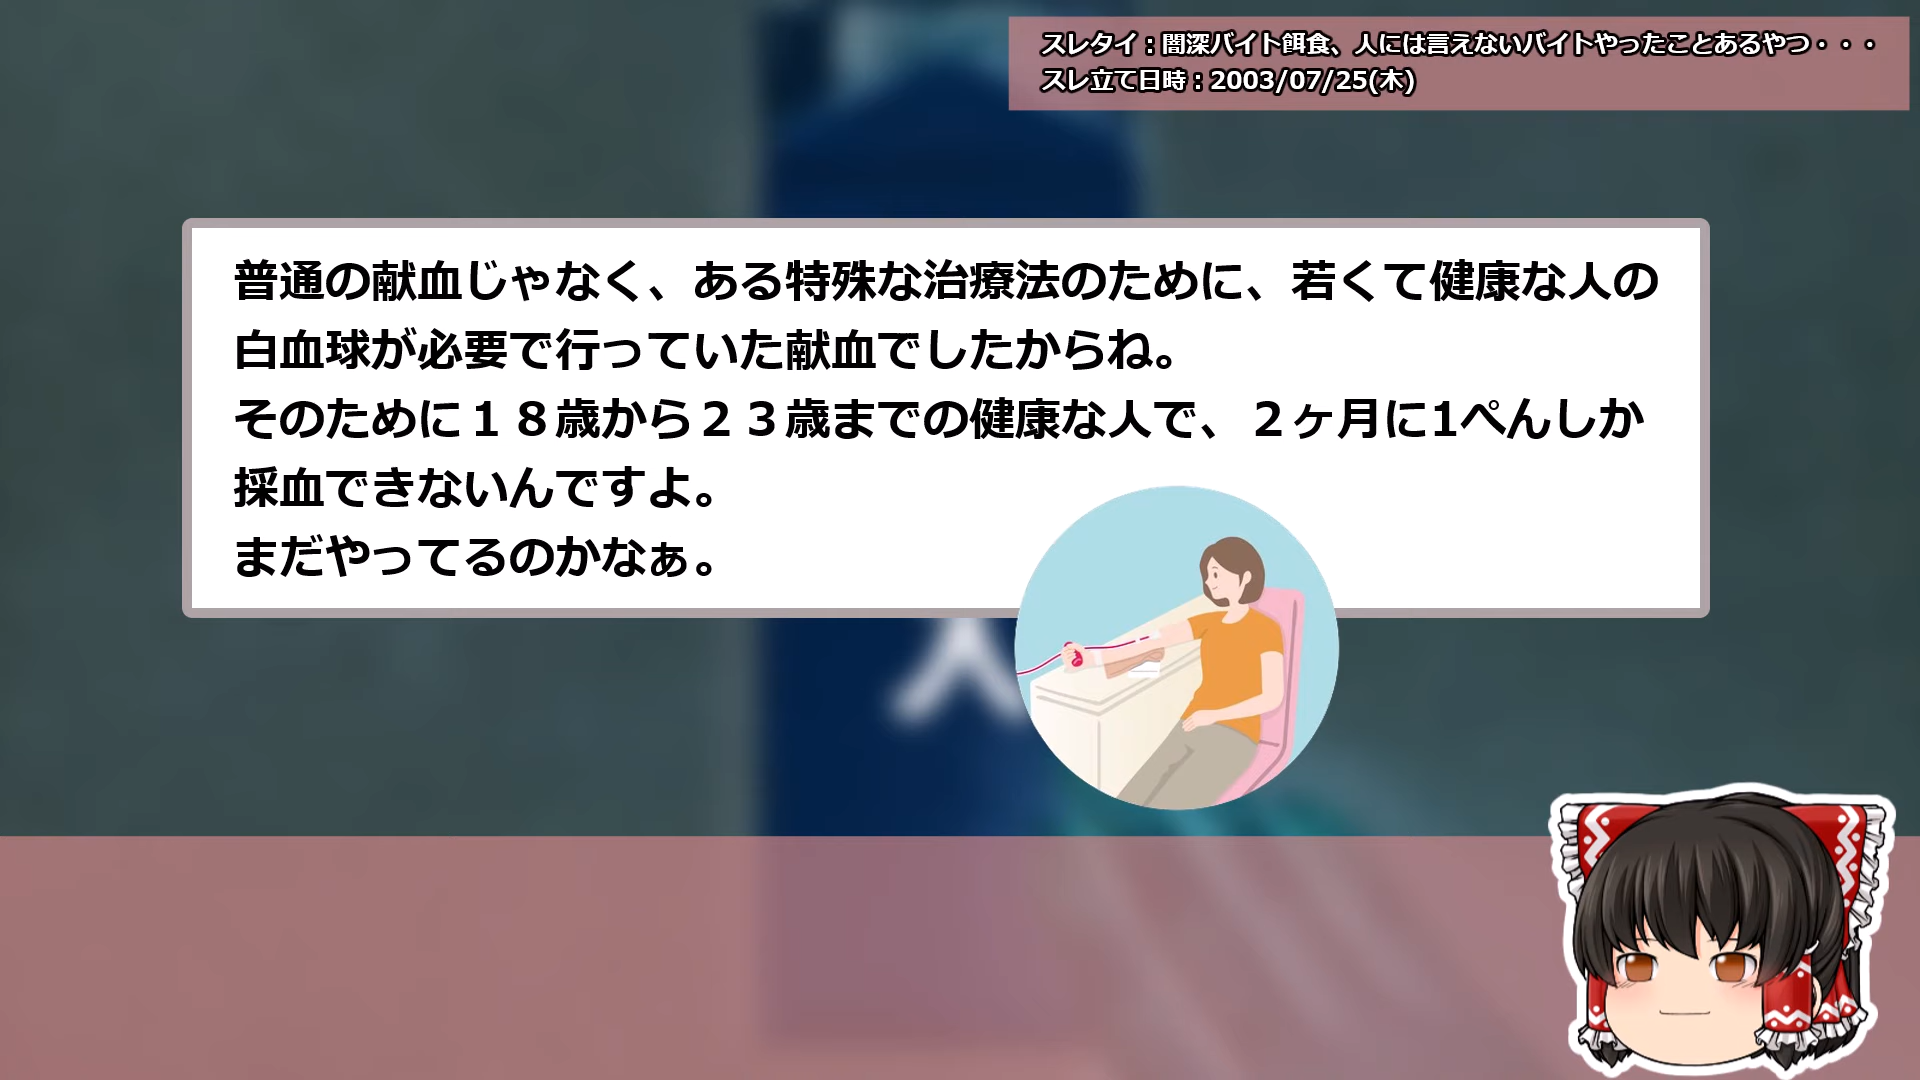 スレタイ：闇深バイト餌食、人には言えないバイトやったことあるやつ・・・
スレ立て日時：2003/07/25(木)
普通の献血じゃなく、ある特殊な治療法のために、若くて健康な人の
白血球が必要で行っていた献血でしたからね。
そのために１８歳から２３歳までの健康な人で、２ヶ月に1ぺんしか
採血できないんですよ。
まだやってるのかなぁ。